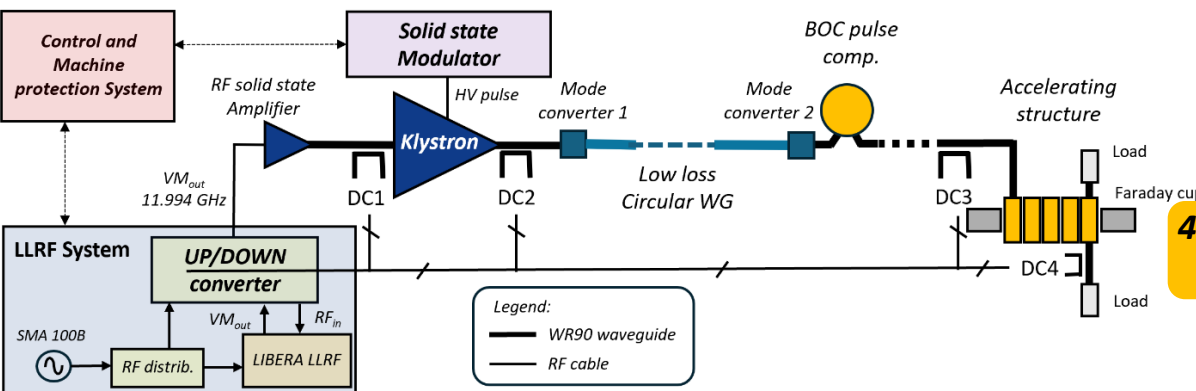 Control and
Machine
protection System
Solid state
Modulator
RF solid state
Amplifier
HV pulse
Klystron
Mode
converter 1
Mode
converter 2
BOC pulse
comp.
Accelerating
structure
Low loss
Circular WG
DC1
DC2
DC3
DC4
Load
Faraday cup
Load
4
VMout
11.994 GHz
LLRF System
UP/DOWN
converter
VMout
RFin
SMA 100B
RF distrib.
LIBERA LLRF
Legend:
WR90 waveguide
RF cable